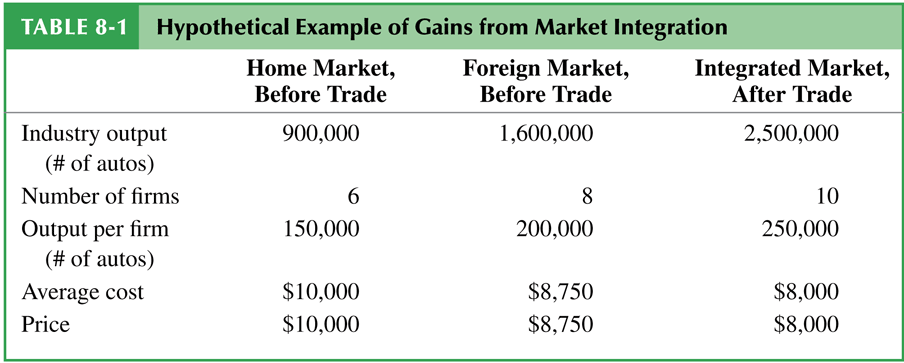 TABLE 8-1 Hypothetical Example of Gains from Market Integration
Home Market, Foreign Market, Integrated Market,
Before Trade Before Trade After Trade
Industry output 900,000 1,600,000 2,500,000
(# of autos)
Number of firms 6 8 10
Output per firm 150,000 200,000 250,000
(# of autos)
Average cost $10,000 $8,750 $8,000
Price $10,000 $8,750 $8,000